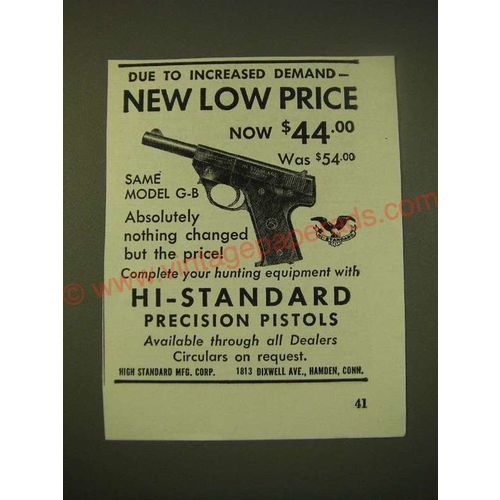 DUE TO INCREASED DEMAND—
NEW LOW PRICE
NOW $44.00
Was $54.00
SAME
MODEL G-B
Absolutely
nothing changed
but the price!
Complete your hunting equipment with
HI-STANDARD
PRECISION PISTOLS
Available through all Dealers
Circulars on request.
HIGH STANDARD MFG. CORP. 1813 DIXWELL AVE., HAMDEN, CONN.
41
© www.vintagepaperads.com